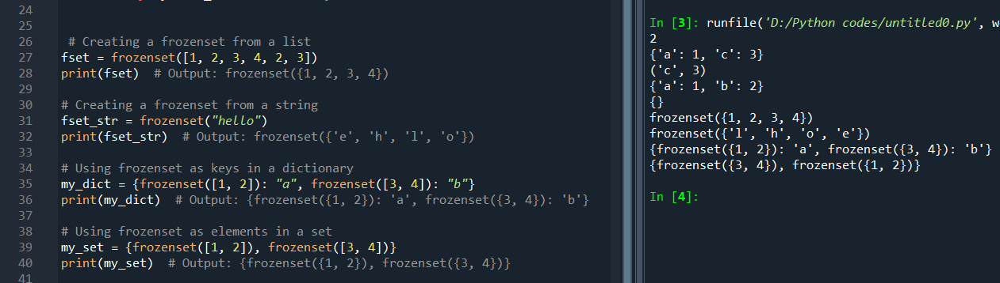 24
25
26 # Creating a frozenset from a list
27 fset = frozenset([1, 2, 3, 4, 2, 3])
28 print(fset)  # Output: frozenset({1, 2, 3, 4})
29
30 # Creating a frozenset from a string
31 fset_str = frozenset("hello")
32 print(fset_str)  # Output: frozenset({'e', 'h', 'l', 'o'})
33
34 # Using frozenset as keys in a dictionary
35 my_dict = {frozenset([1, 2]): "a", frozenset([3, 4]): "b"}
36 print(my_dict)  # Output: {frozenset({1, 2}): 'a', frozenset({3, 4}): 'b'}
37
38 # Using frozenset as elements in a set
39 my_set = {frozenset([1, 2]), frozenset([3, 4])}
40 print(my_set)  # Output: {frozenset({1, 2}), frozenset({3, 4})}
41
In [3]: runfile('D:/Python codes/untitled0.py', w
2
{'a': 1, 'c': 3}
('c', 3)
{'a': 1, 'b': 2}
{}
frozenset({1, 2, 3, 4})
frozenset({'l', 'h', 'o', 'e'})
{frozenset({1, 2}): 'a', frozenset({3, 4}): 'b'}
{frozenset({3, 4}), frozenset({1, 2})}
In [4]: